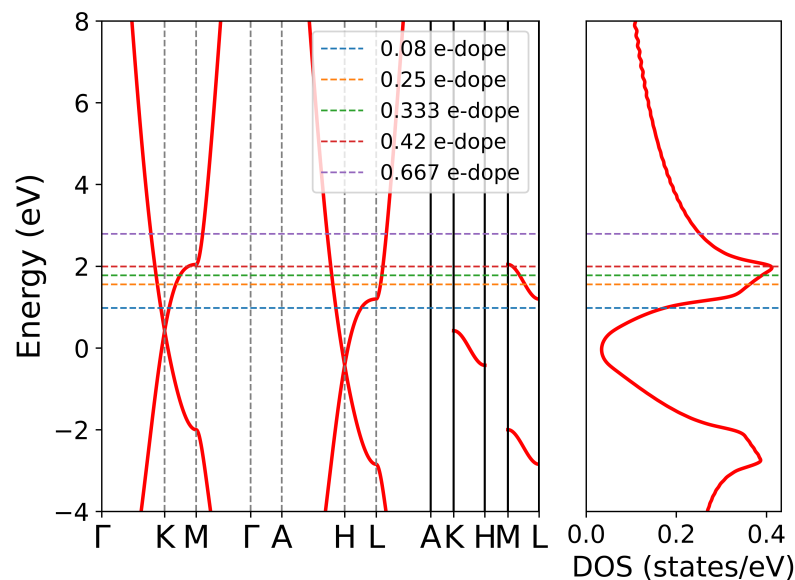 8
6
4
2
0
−2
−4
Energy (eV)
0.08 e-dope
0.25 e-dope
0.333 e-dope
0.42 e-dope
0.667 e-dope
Γ K M Γ A H L A K H M L
0.0 0.2 0.4
DOS (states/eV)